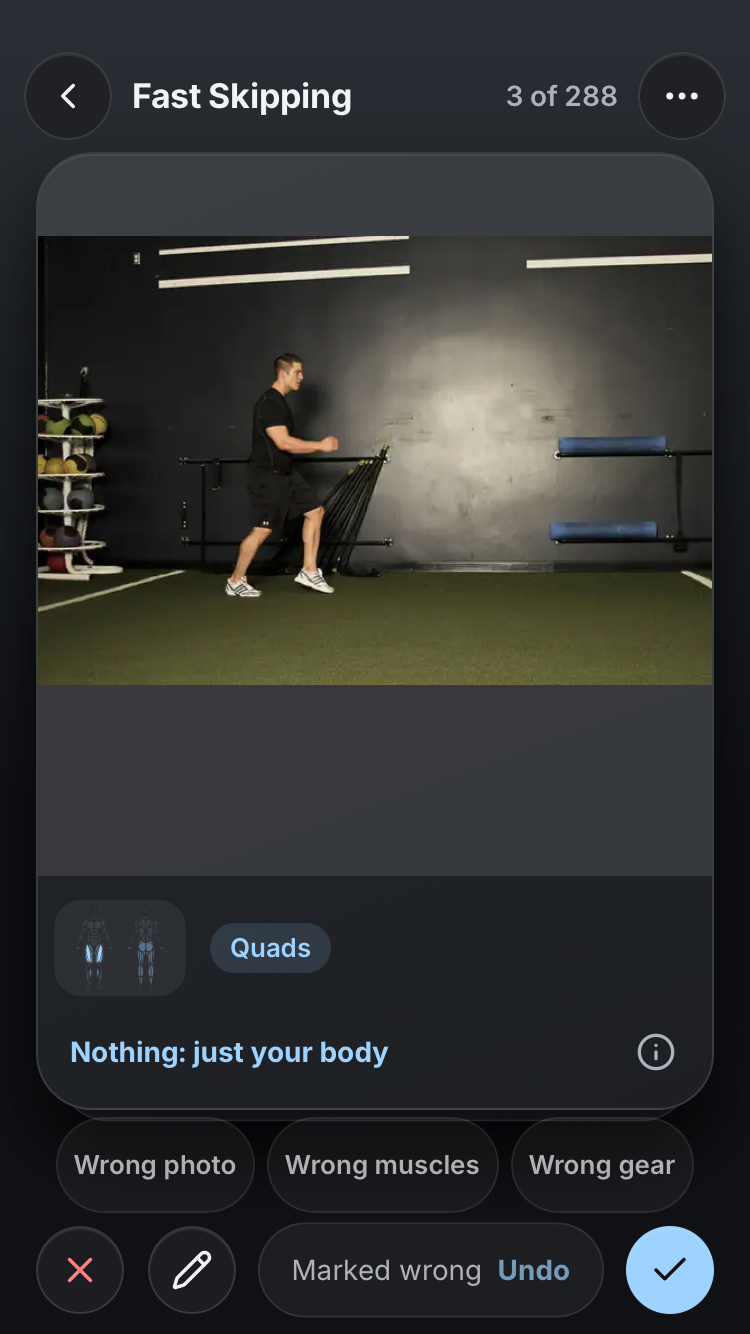 Fast Skipping
3 of 288
Quads
Nothing: just your body
Wrong photo
Wrong muscles
Wrong gear
Marked wrong Undo